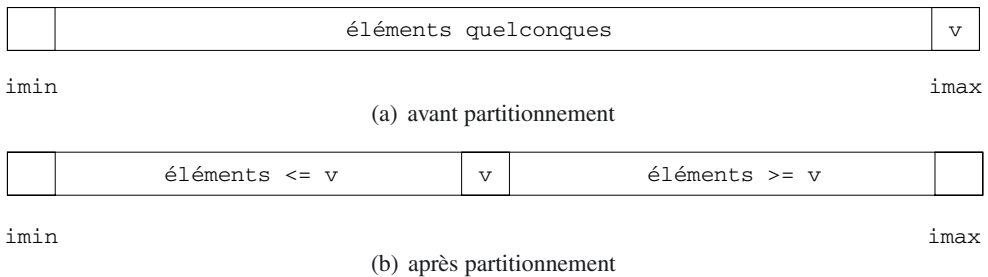 éléments quelconques v
imin imax
(a) avant partitionnement
éléments <= v v éléments >= v
imin imax
(b) après partitionnement